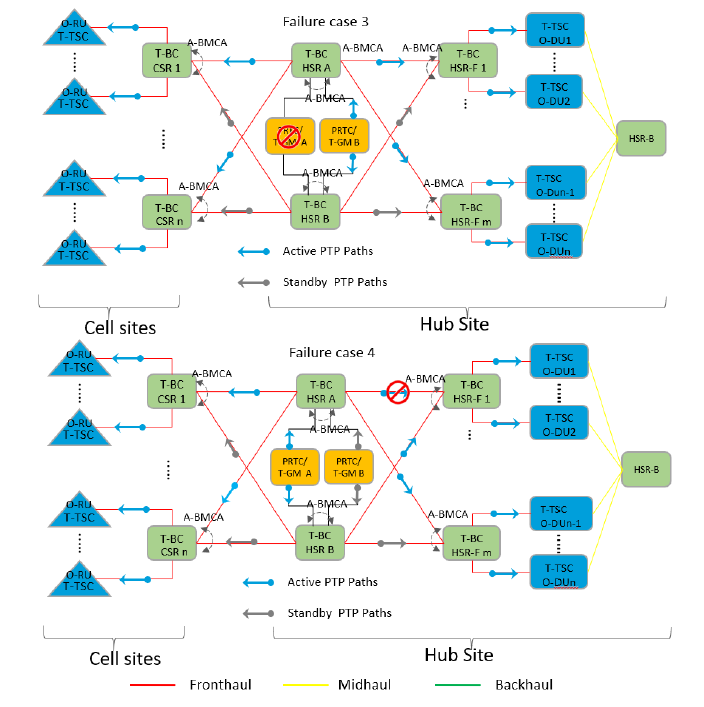 Failure case 3
O-RU
T-TSC
O-RU
T-TSC
O-RU
T-TSC
O-RU
T-TSC
T-BC
CSR 1
A-BMCA
T-BC
CSR n
A-BMCA
T-BC
HSR A
A-BMCA
A-BMCA
PRTC/
T-GM A
PRTC/
T-GM B
A-BMCA
T-BC
HSR B
A-BMCA
T-BC
HSR-F 1
A-BMCA
T-BC
HSR-F m
T-TSC
O-DU1
T-TSC
O-DU2
T-TSC
O-Dun-1
T-TSC
O-DUn
HSR-B
Active PTP Paths
Standby PTP Paths
Cell sites
Hub Site
Failure case 4
O-RU
T-TSC
O-RU
T-TSC
O-RU
T-TSC
O-RU
T-TSC
T-BC
CSR 1
A-BMCA
T-BC
CSR n
A-BMCA
T-BC
HSR A
A-BMCA
PRTC/
T-GM A
PRTC/
T-GM B
A-BMCA
T-BC
HSR B
A-BMCA
T-BC
HSR-F 1
A-BMCA
T-BC
HSR-F m
T-TSC
O-DU1
T-TSC
O-DU2
T-TSC
O-DUn-1
T-TSC
O-DUn
HSR-B
Active PTP Paths
Standby PTP Paths
Cell sites
Hub Site
Fronthaul
Midhaul
Backhaul